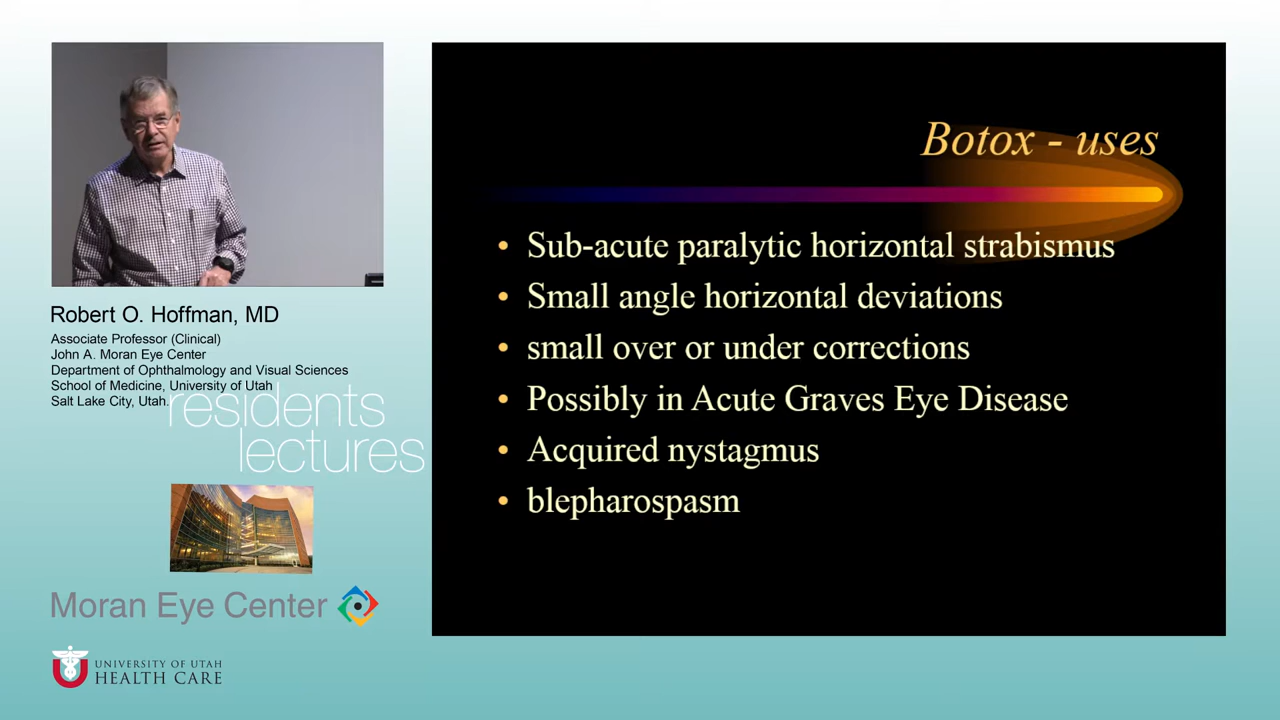 Robert O. Hoffman, MD
Associate Professor (Clinical)
John A. Moran Eye Center
Department of Ophthalmology and Visual Sciences
School of Medicine, University of Utah
Salt Lake City, Utah.
residents
lectures
Moran Eye Center
UNIVERSITY OF UTAH
HEALTH CARE
Botox - uses
• Sub-acute paralytic horizontal strabismus
• Small angle horizontal deviations
• small over or under corrections
• Possibly in Acute Graves Eye Disease
• Acquired nystagmus
• blepharospasm